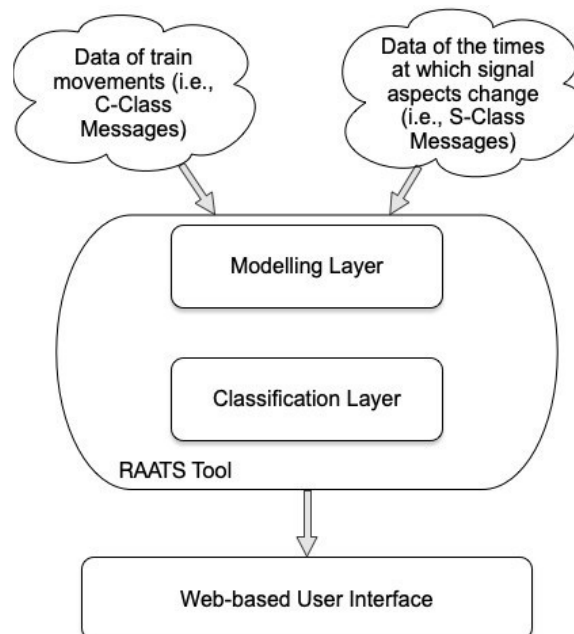 Data of train
movements (i.e.,
C-Class
Messages)
Data of the times
at which signal
aspects change
(i.e., S-Class
Messages)
Modelling Layer
Classification Layer
RAATS Tool
Web-based User Interface